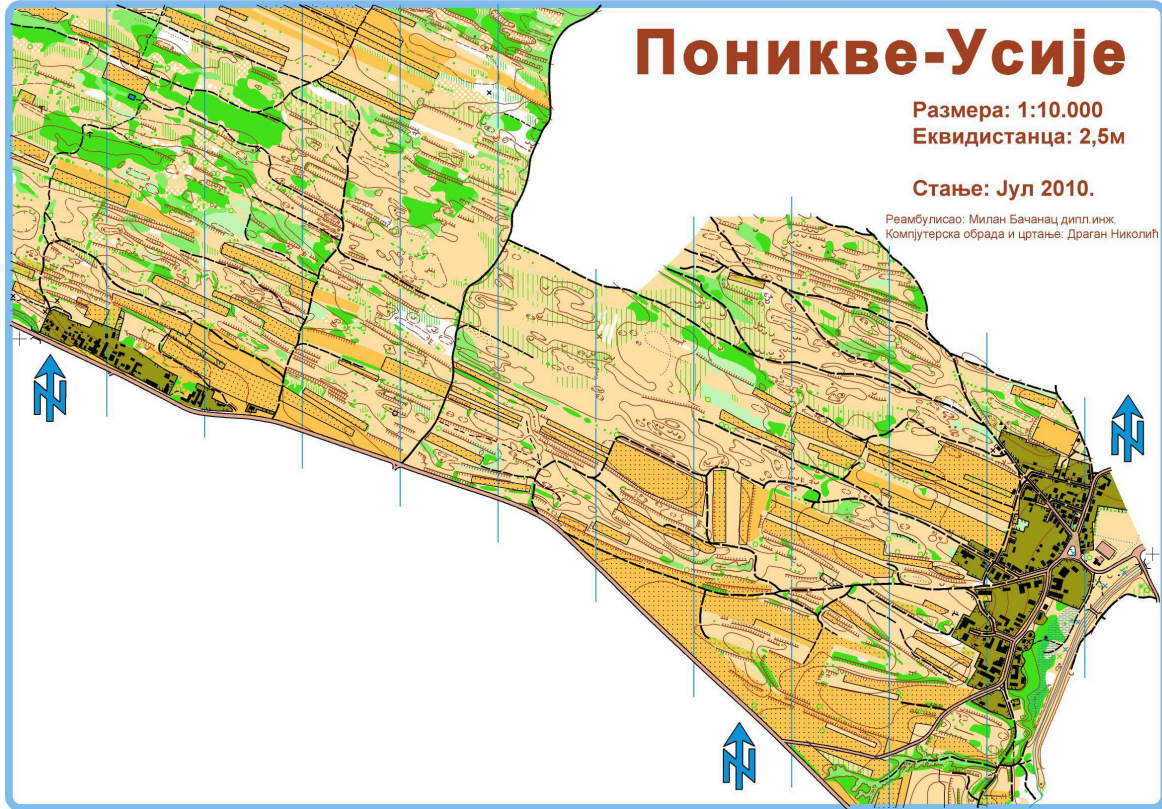 Поникве-Усије
Размера: 1:10.000
Еквидистанца: 2,5м
Стање: Јул 2010.
Реамбулисао: Милан Бачанац дипл.инж.
Компјутерска обрада и цртање: Драган Николић